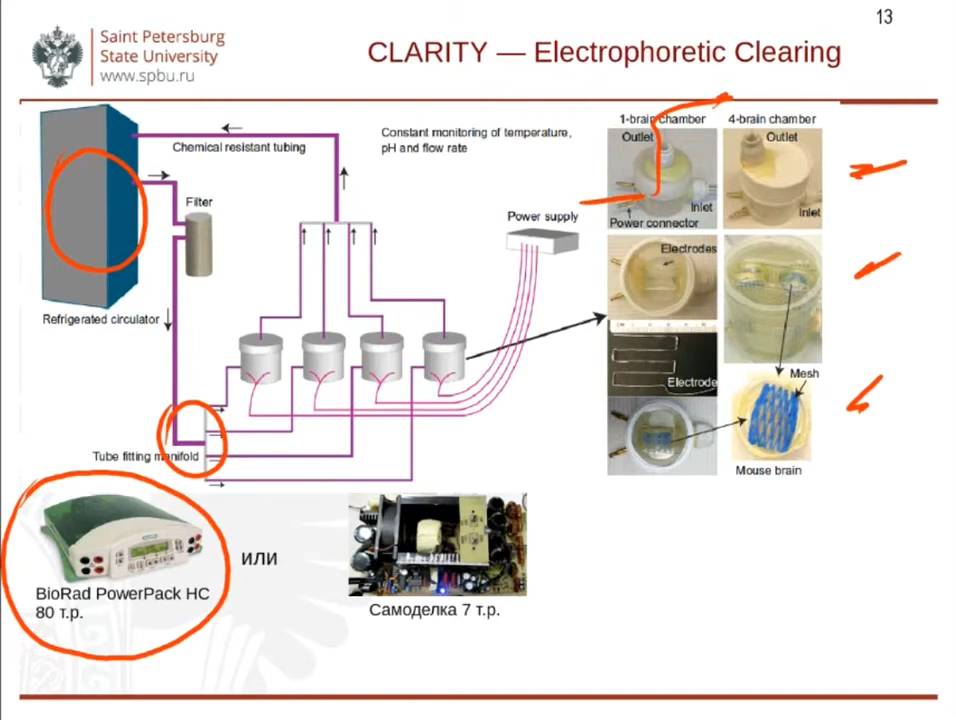 13
Saint Petersburg
State University
www.spbu.ru
CLARITY — Electrophoretic Clearing
Chemical resistant tubing
Constant monitoring of temperature,
pH and flow rate
Filter
Refrigerated circulator
Power supply
Tube fitting manifold
1-brain chamber
4-brain chamber
Outlet
Outlet
Inlet
Inlet
Power connector
Electrodes
Electrode
Mesh
Mouse brain
или
BioRad PowerPack HC
80 т.р.
Самоделка 7 т.р.